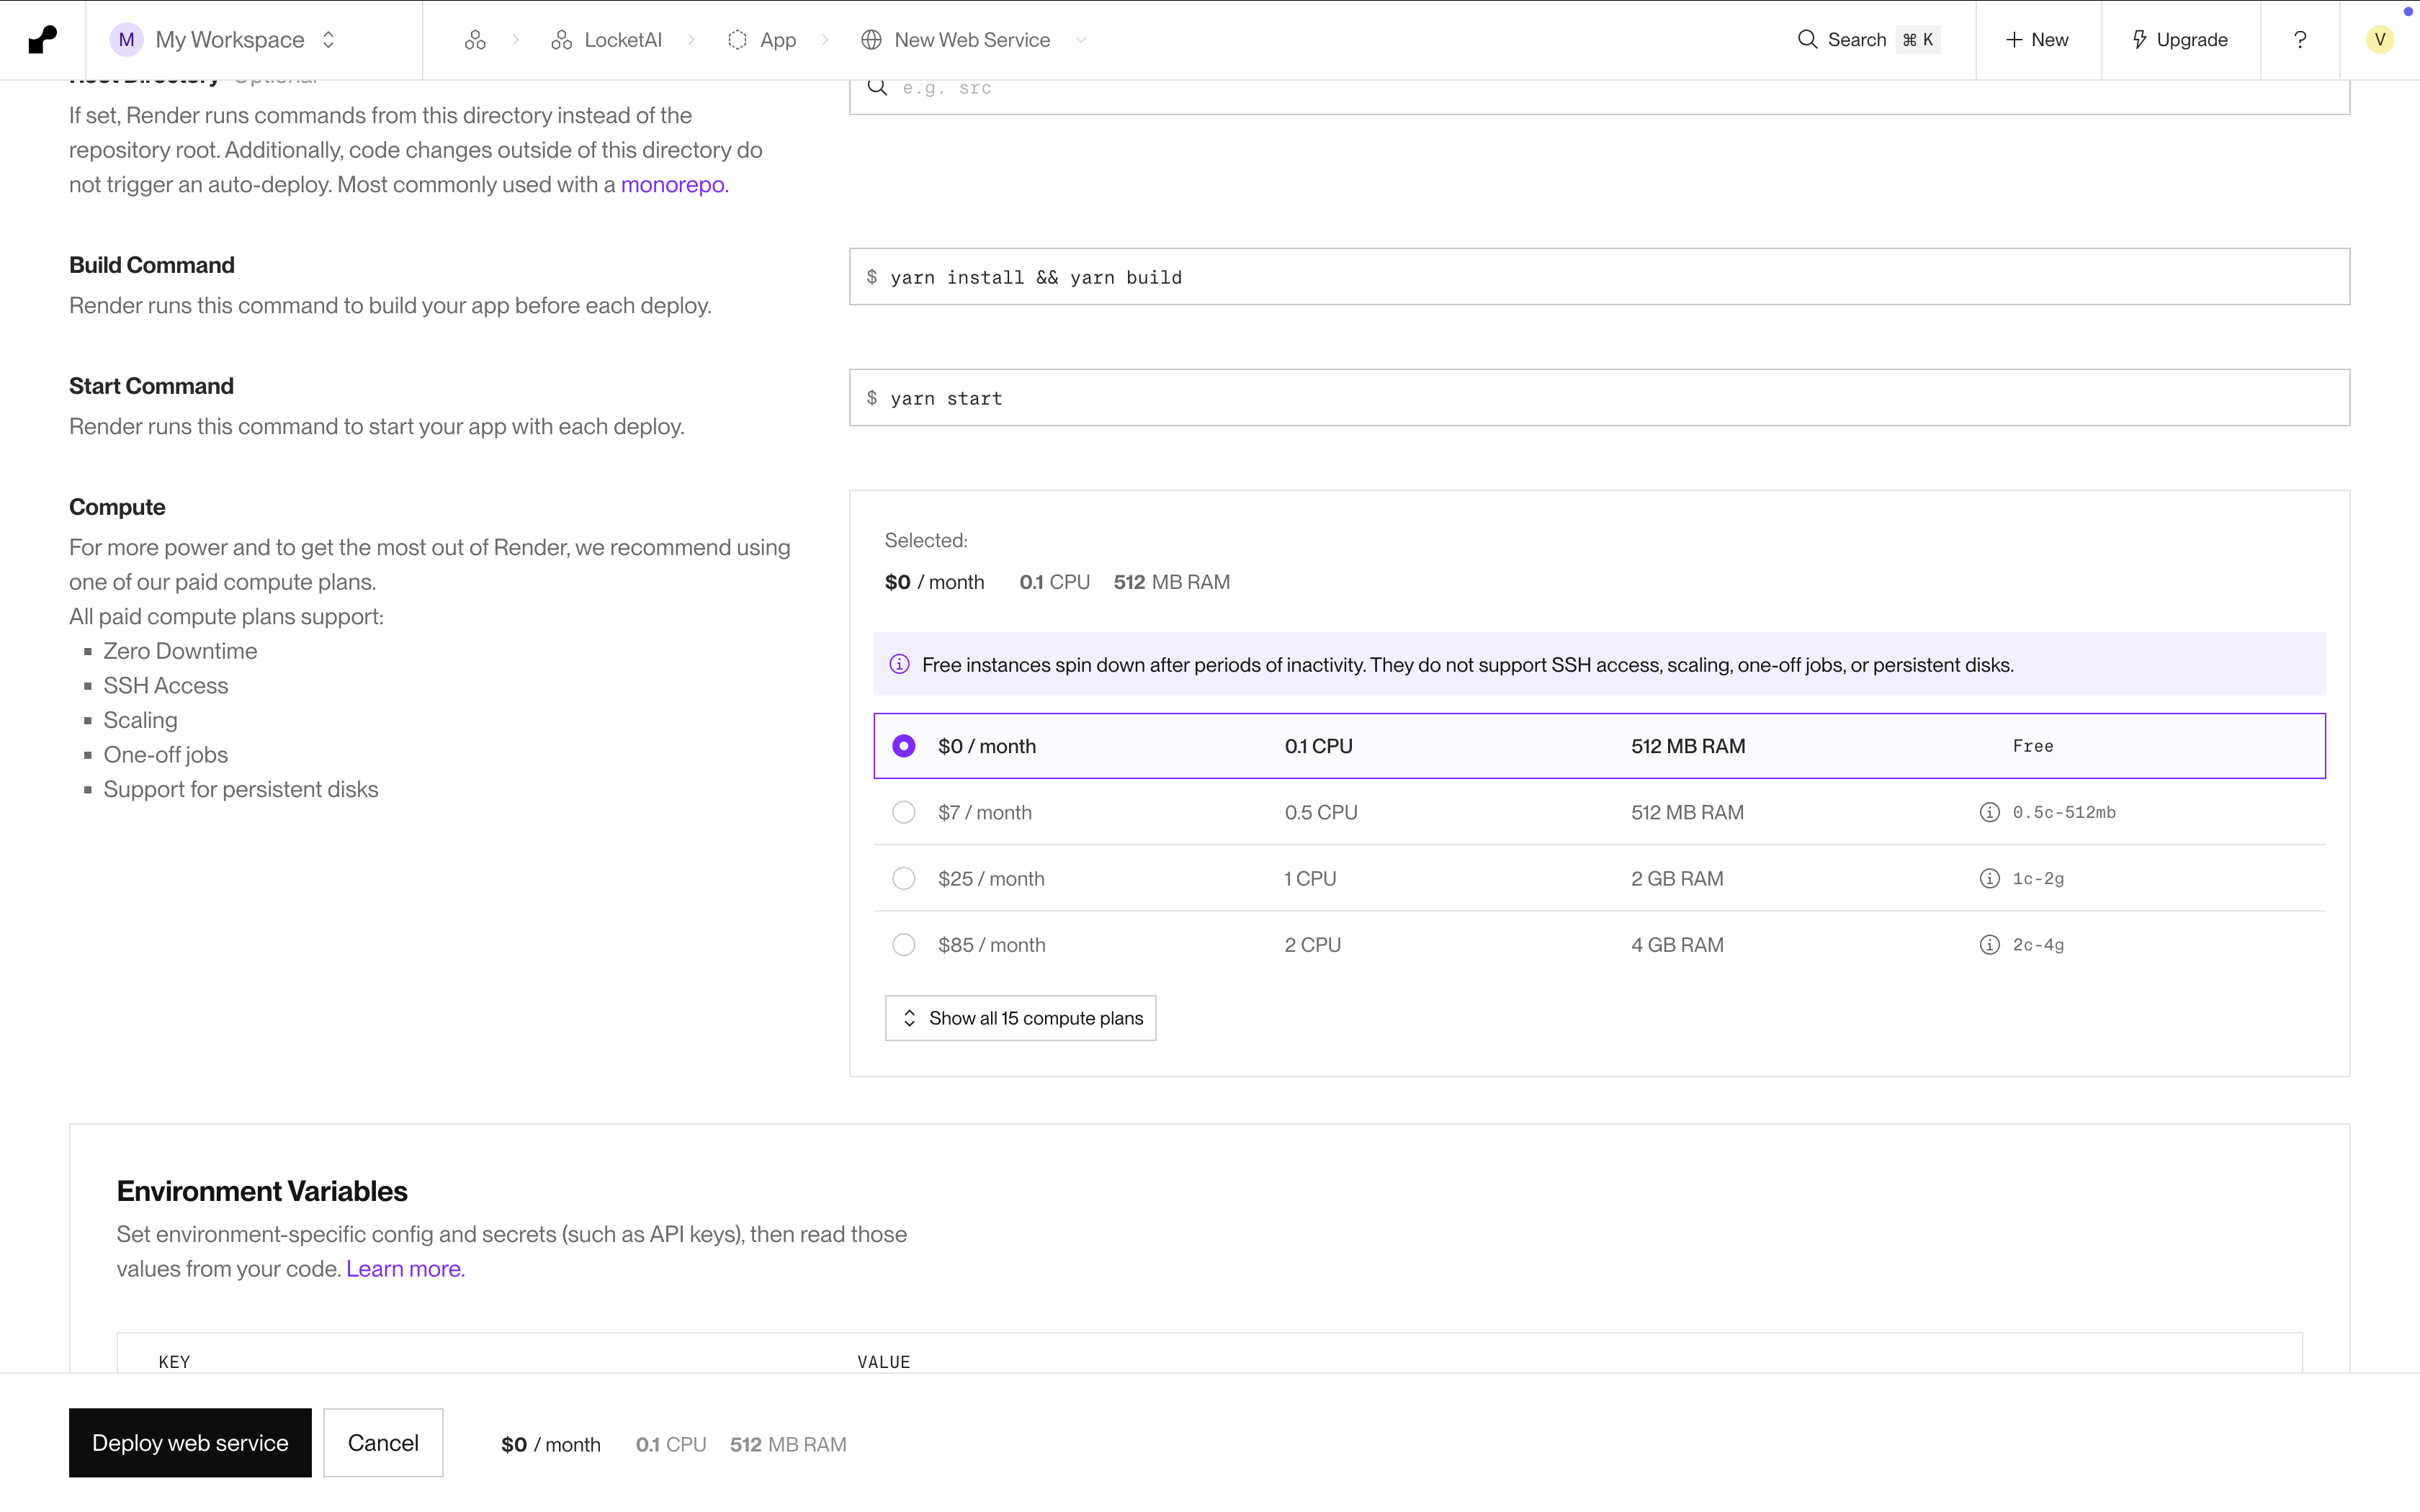 M My Workspace
LocketAI
App
New Web Service
Search ⌘ K
+ New
Upgrade
?
V
Root Directory Optional
If set, Render runs commands from this directory instead of the
repository root. Additionally, code changes outside of this directory do
not trigger an auto-deploy. Most commonly used with a monorepo.
e.g. src
Build Command
Render runs this command to build your app before each deploy.
$ yarn install && yarn build
Start Command
Render runs this command to start your app with each deploy.
$ yarn start
Compute
For more power and to get the most out of Render, we recommend using
one of our paid compute plans.
All paid compute plans support:
▪ Zero Downtime
▪ SSH Access
▪ Scaling
▪ One-off jobs
▪ Support for persistent disks
Selected:
$0 / month 0.1 CPU 512 MB RAM
Free instances spin down after periods of inactivity. They do not support SSH access, scaling, one-off jobs, or persistent disks.
$0 / month 0.1 CPU 512 MB RAM Free
$7 / month 0.5 CPU 512 MB RAM 0.5c-512mb
$25 / month 1 CPU 2 GB RAM 1c-2g
$85 / month 2 CPU 4 GB RAM 2c-4g
Show all 15 compute plans
Environment Variables
Set environment-specific config and secrets (such as API keys), then read those
values from your code. Learn more.
KEY VALUE
Deploy web service
Cancel
$0 / month 0.1 CPU 512 MB RAM